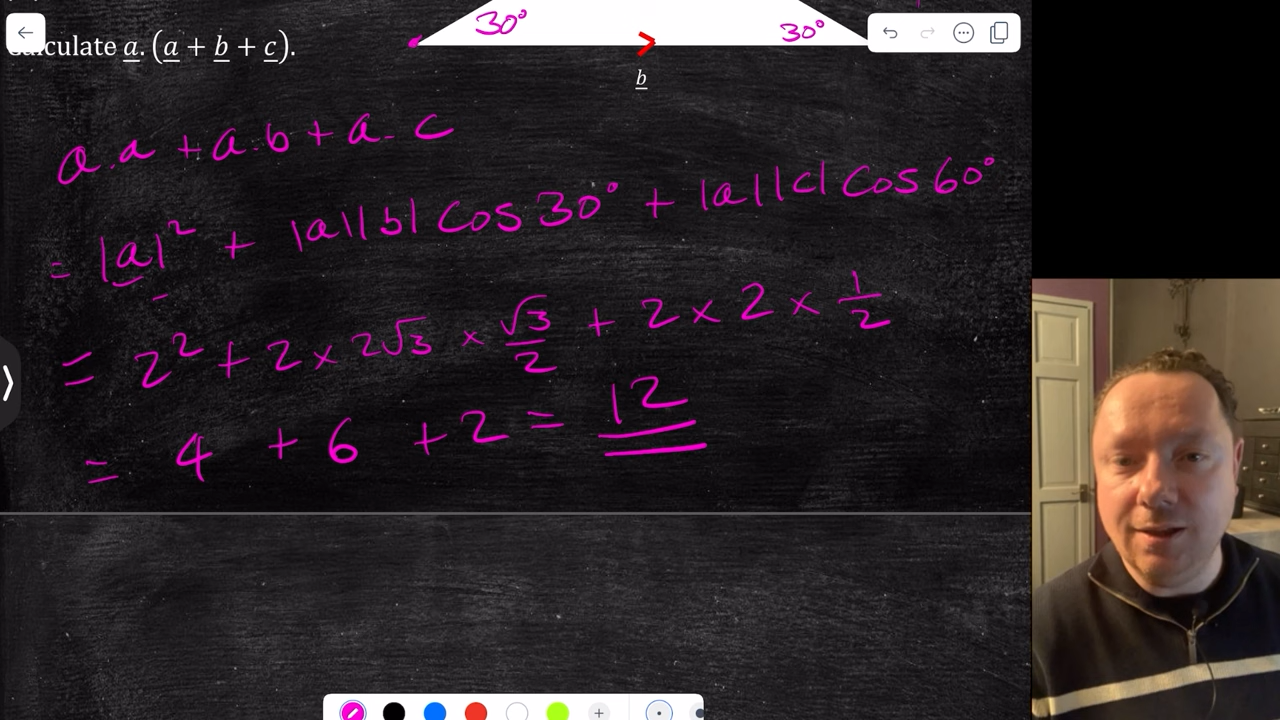 30° 30°
Calculate a. (a + b + c).
b
a.a + a.b + a.c
= |a|² + |a||b| cos 30° + |a||c| cos 60°
= 2² + 2 × 2√3 × √3/2 + 2 × 2 × 1/2
= 4 + 6 + 2 = 12